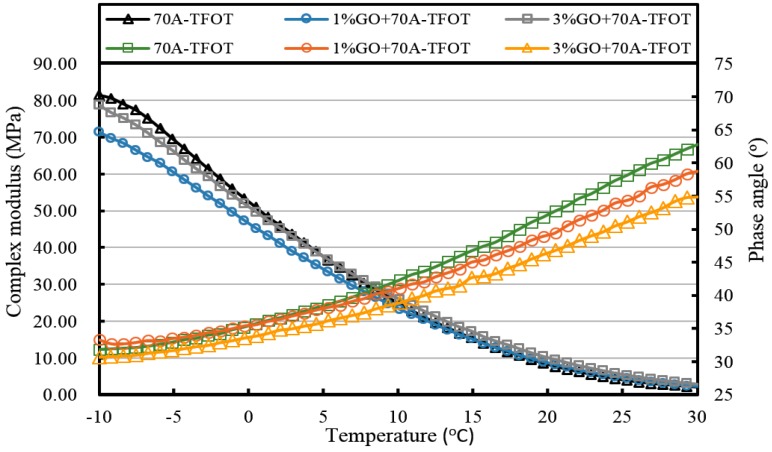 70A-TFOT 1%GO+70A-TFOT 3%GO+70A-TFOT
70A-TFOT 1%GO+70A-TFOT 3%GO+70A-TFOT
90.00 75
80.00 70
70.00 65
60.00 60
50.00 55
40.00 50
30.00 45
20.00 40
10.00 35
0.00 30
25
Complex modulus (MPa)
Phase angle (º)
-10 -5 0 5 10 15 20 25 30
Temperature (ºC)